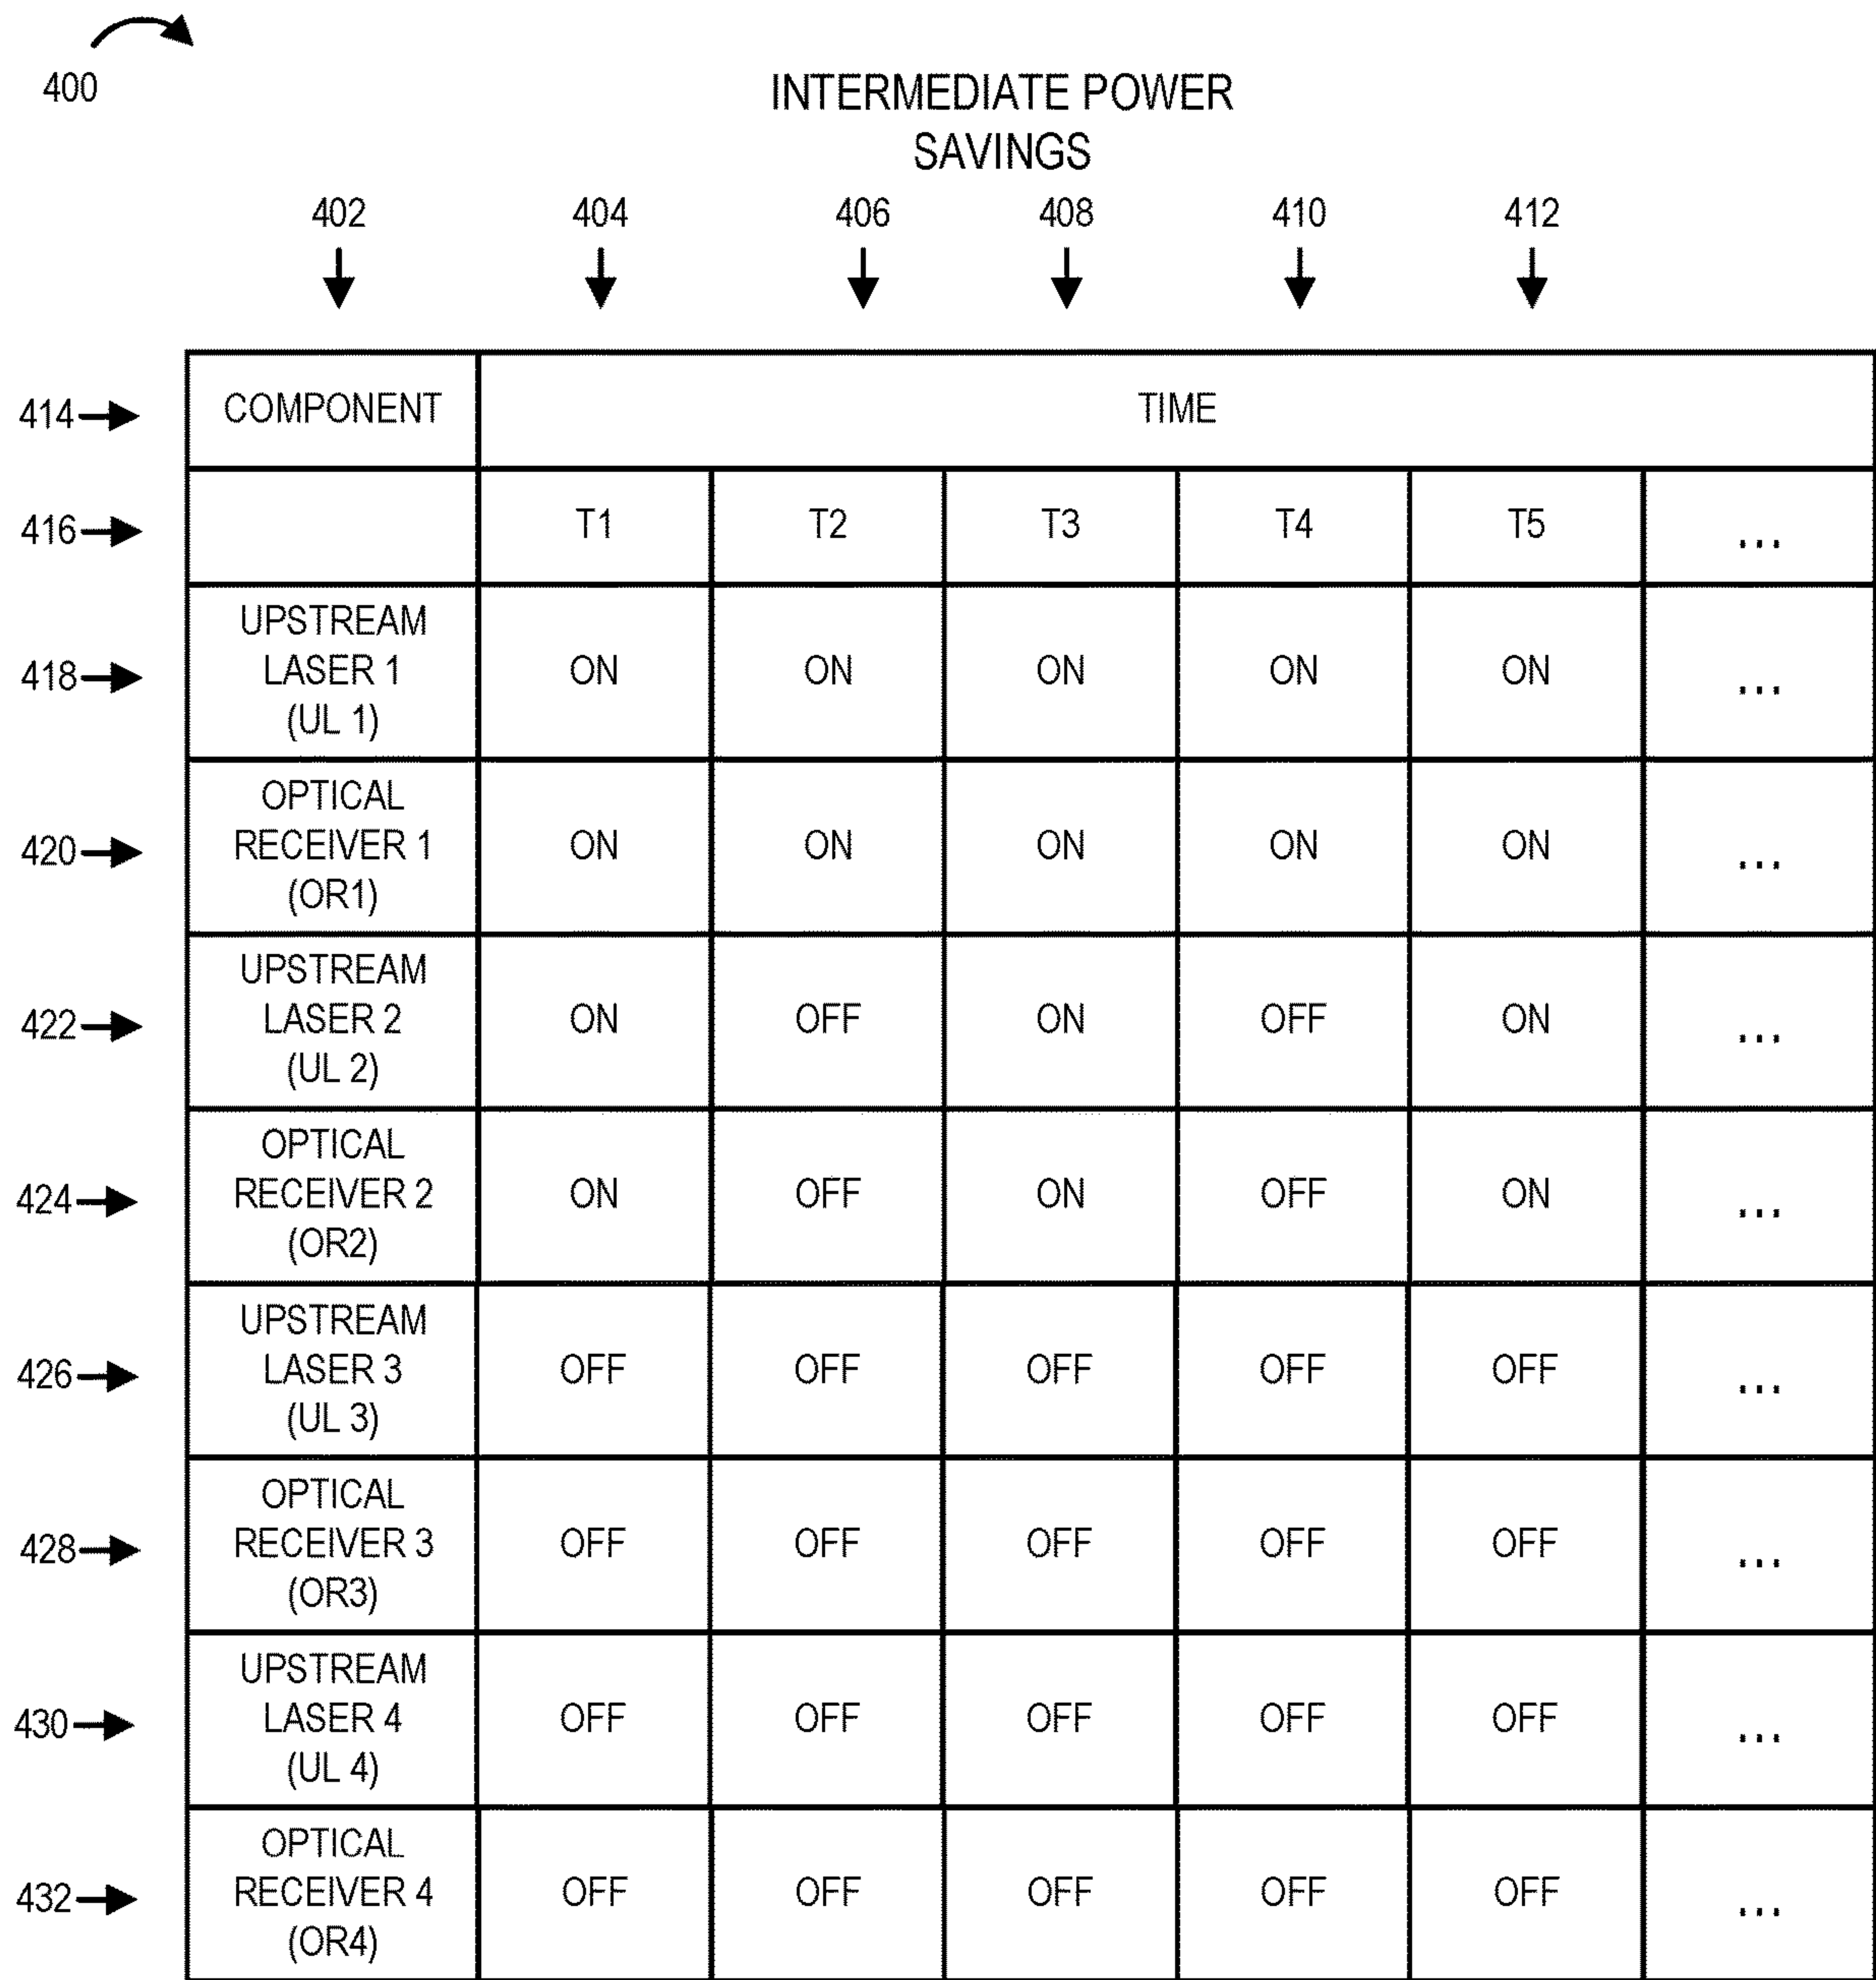 400
INTERMEDIATE POWER
SAVINGS
402 404 406 408 410 412
414 COMPONENT TIME
416 T1 T2 T3 T4 T5 ...
UPSTREAM
418 LASER 1 ON ON ON ON ON ...
(UL 1)
OPTICAL
420 RECEIVER 1 ON ON ON ON ON ...
(OR1)
UPSTREAM
422 LASER 2 ON OFF ON OFF ON ...
(UL 2)
OPTICAL
424 RECEIVER 2 ON OFF ON OFF ON ...
(OR2)
UPSTREAM
426 LASER 3 OFF OFF OFF OFF OFF ...
(UL 3)
OPTICAL
428 RECEIVER 3 OFF OFF OFF OFF OFF ...
(OR3)
UPSTREAM
430 LASER 4 OFF OFF OFF OFF OFF ...
(UL 4)
OPTICAL
432 RECEIVER 4 OFF OFF OFF OFF OFF ...
(OR4)